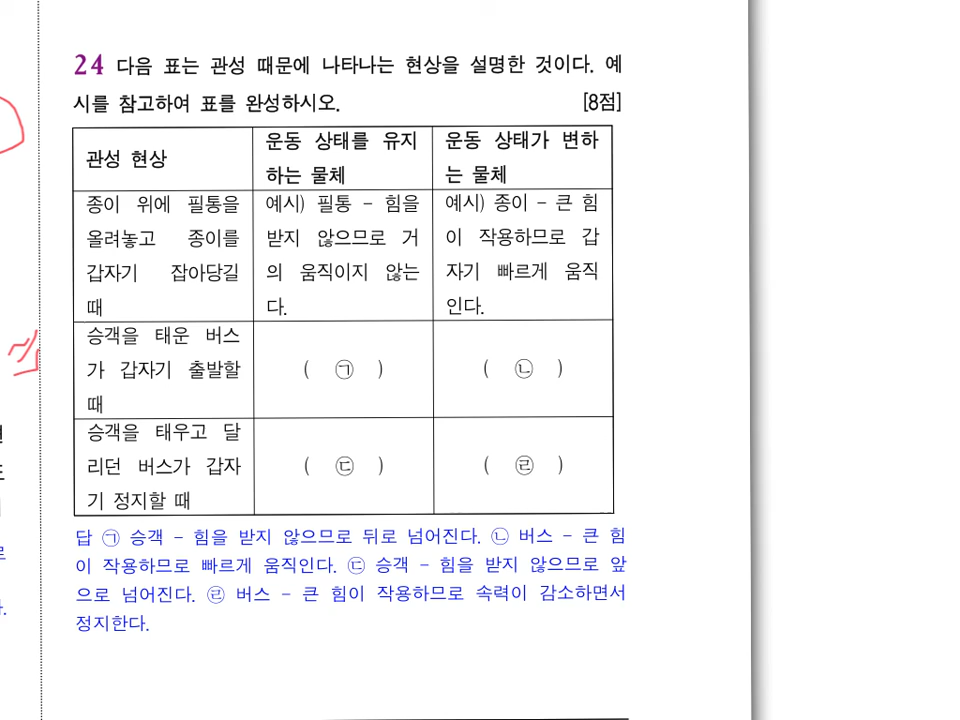 24 다음 표는 관성 때문에 나타나는 현상을 설명한 것이다. 예
시를 참고하여 표를 완성하시오. [8점]
관성 현상
운동 상태를 유지
하는 물체
운동 상태가 변하
는 물체
종이 위에 필통을
올려놓고 종이를
갑자기 잡아당길
때
예시) 필통 - 힘을
받지 않으므로 거
의 움직이지 않는
다.
예시) 종이 - 큰 힘
이 작용하므로 갑
자기 빠르게 움직
인다.
승객을 태운 버스
가 갑자기 출발할
때
( ㉠ )
( ㉡ )
승객을 태우고 달
리던 버스가 갑자
기 정지할 때
( ㉢ )
( ㉣ )
답 ㉠ 승객 - 힘을 받지 않으므로 뒤로 넘어진다. ㉡ 버스 - 큰 힘
이 작용하므로 빠르게 움직인다. ㉢ 승객 - 힘을 받지 않으므로 앞
으로 넘어진다. ㉣ 버스 - 큰 힘이 작용하므로 속력이 감소하면서
정지한다.